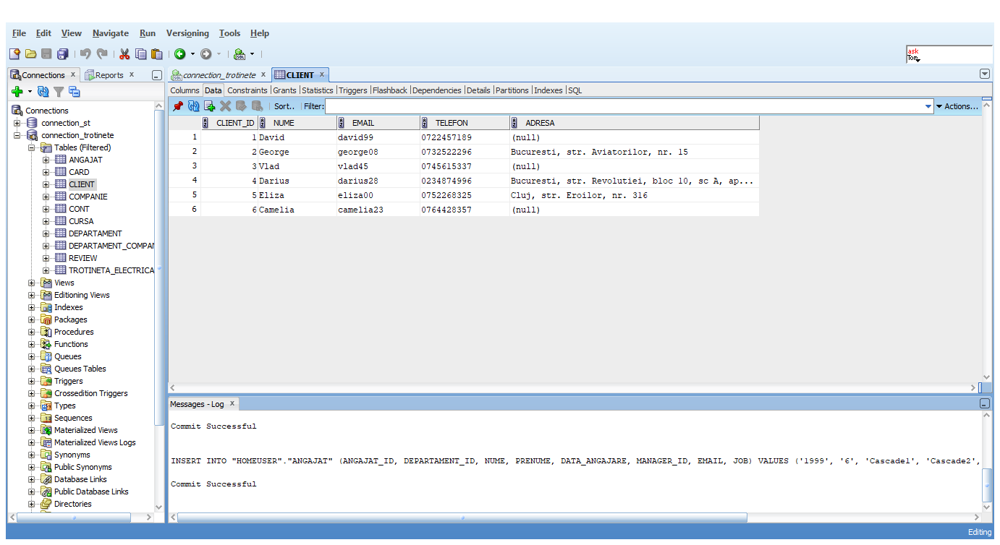 File Edit View Navigate Run Versioning Tools Help
ask
Tom
Connections x Reports x
connection_trotinete x CLIENT x
Columns Data Constraints Grants Statistics Triggers Flashback Dependencies Details Partitions Indexes SQL
Sort.. Filter: Actions...
Connections
connection_st
connection_trotinete
Tables (Filtered)
ANGAJAT
CARD
CLIENT
COMPANIE
CONT
CURSA
DEPARTAMENT
DEPARTAMENT_COMPAN
REVIEW
TROTINETA_ELECTRICA
Views
Editioning Views
Indexes
Packages
Procedures
Functions
Queues
Queues Tables
Triggers
Crossedition Triggers
Types
Sequences
Materialized Views
Materialized Views Logs
Synonyms
Public Synonyms
Database Links
Public Database Links
Directories
CLIENT_ID NUME EMAIL TELEFON ADRESA
1 1 David david99 0722457189 (null)
2 2 George george08 0732522296 Bucuresti, str. Aviatorilor, nr. 15
3 3 Vlad vlad45 0745615337 (null)
4 4 Darius darius28 0234874996 Bucuresti, str. Revolutiei, bloc 10, sc A, ap...
5 5 Eliza eliza00 0752268325 Cluj, str. Eroilor, nr. 316
6 6 Camelia camelia23 0764428357 (null)
Messages - Log x
Commit Successful
INSERT INTO "HOMEUSER"."ANGAJAT" (ANGAJAT_ID, DEPARTAMENT_ID, NUME, PRENUME, DATA_ANGAJARE, MANAGER_ID, EMAIL, JOB) VALUES ('1999', '6', 'Cascade1', 'Cascade2',
Commit Successful
Editing